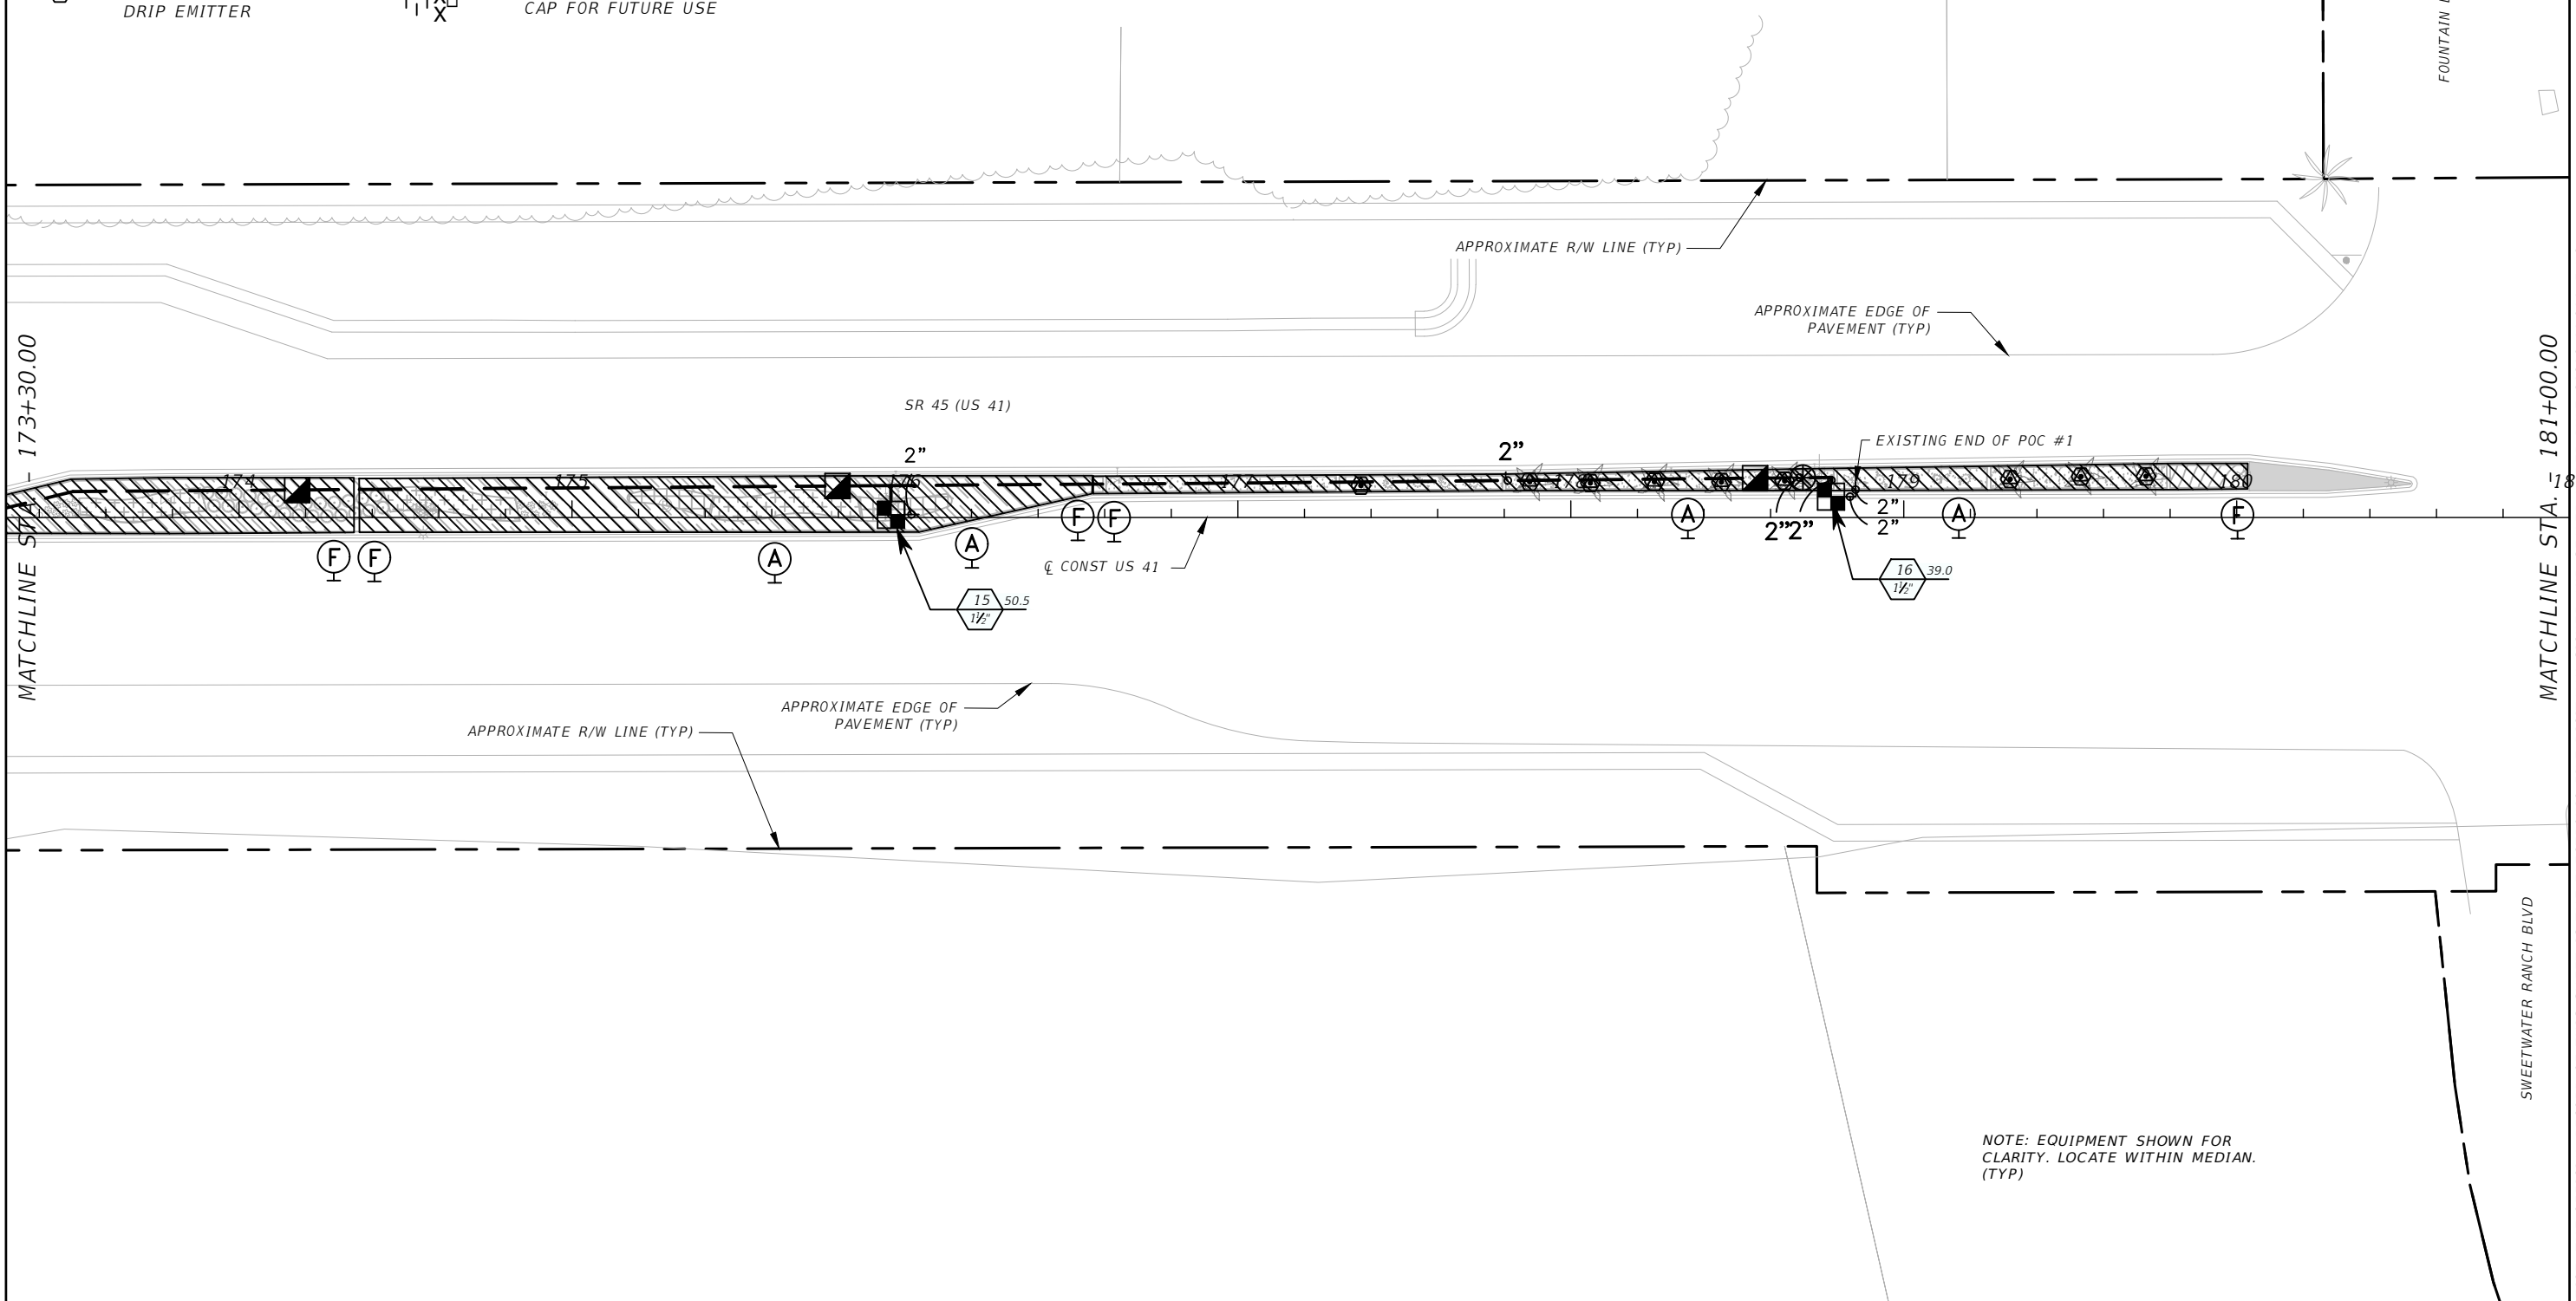 DRIP EMITTER
CAP FOR FUTURE USE
X
FOUNTAIN
APPROXIMATE R/W LINE (TYP)
APPROXIMATE EDGE OF
PAVEMENT (TYP)
MATCHLINE STA. - 173+30.00
MATCHLINE STA. - 181+00.00
SR 45 (US 41)
EXISTING END OF POC #1
2”
2”
174
175
176
177
178
179
180
18
2”
2”
2”
2”
F
F
A
A
F
F
A
A
F
℄ CONST US 41
15
50.5
1½"
16
39.0
1½"
APPROXIMATE EDGE OF
PAVEMENT (TYP)
APPROXIMATE R/W LINE (TYP)
SWEETWATER RANCH BLVD
NOTE: EQUIPMENT SHOWN FOR
CLARITY. LOCATE WITHIN MEDIAN.
(TYP)